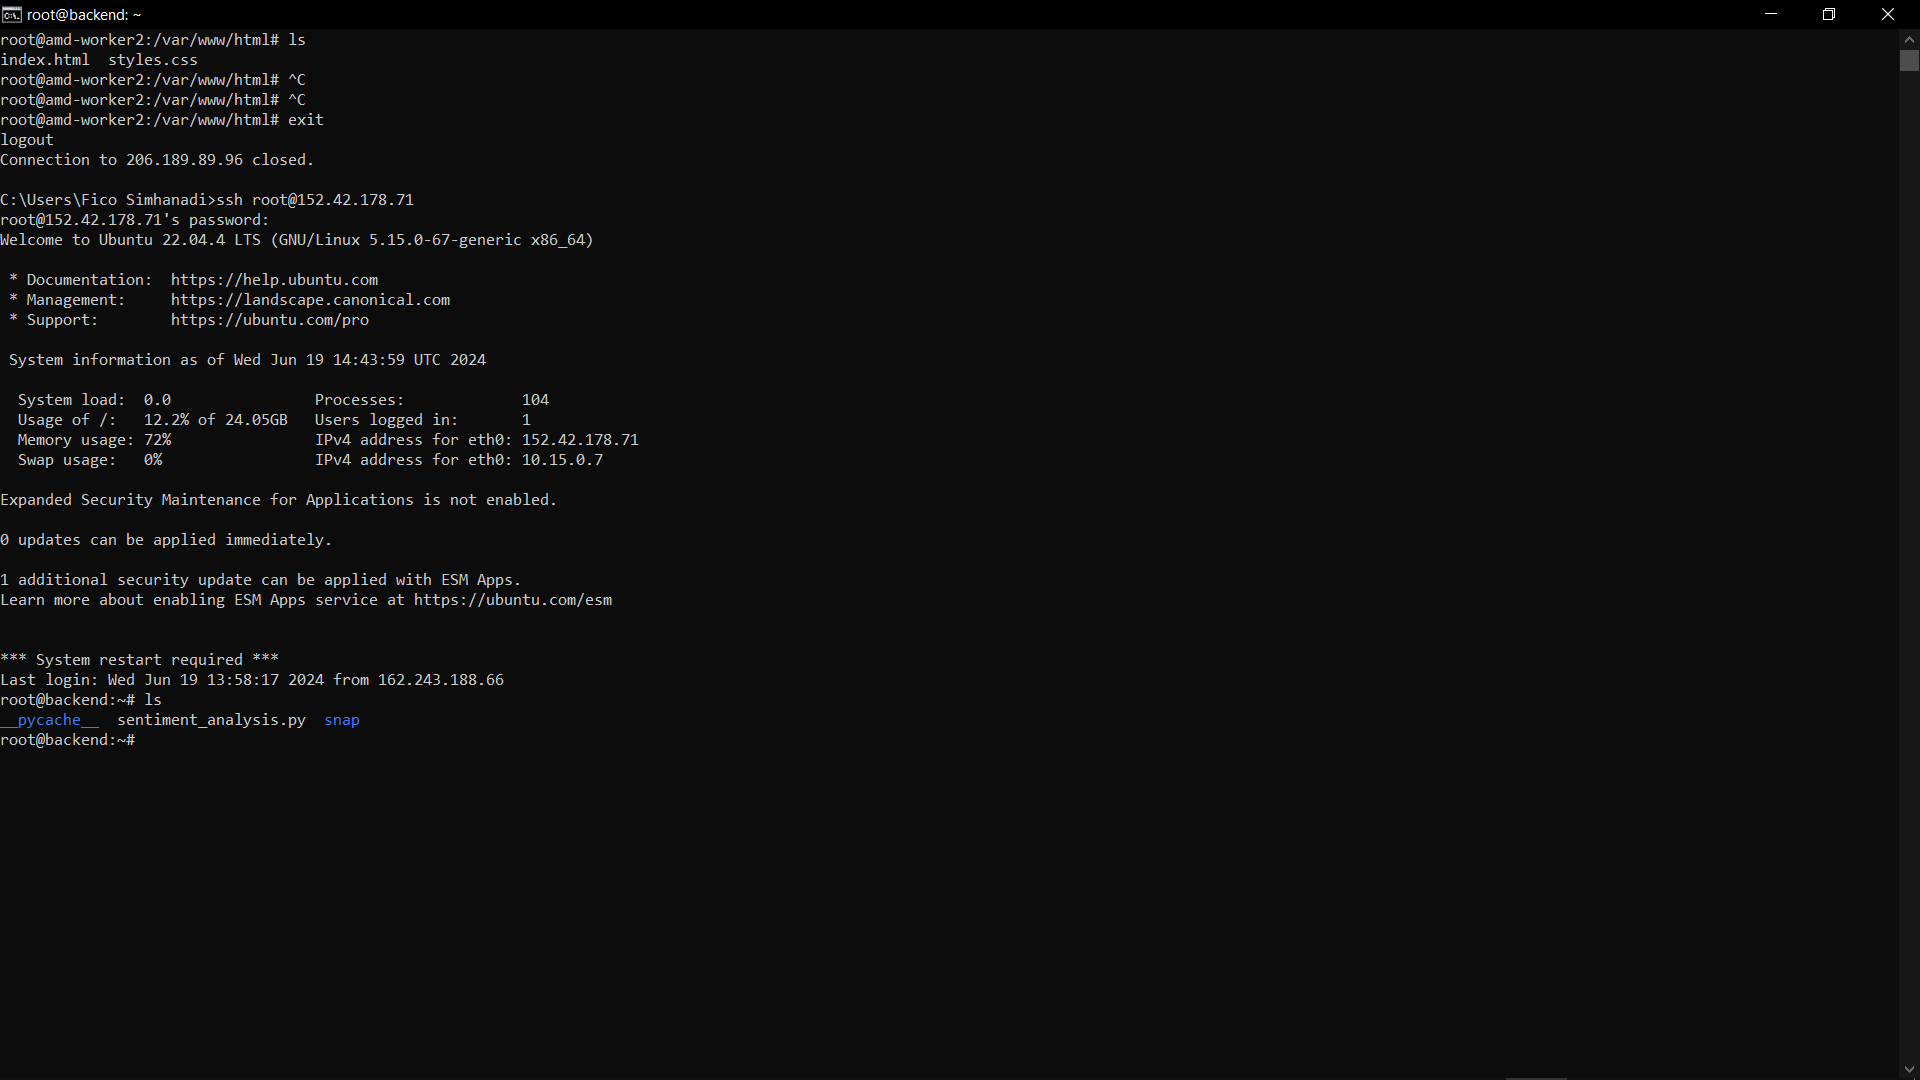 root@backend: ~
root@amd-worker2:/var/www/html# ls
index.html  styles.css
root@amd-worker2:/var/www/html# ^C
root@amd-worker2:/var/www/html# ^C
root@amd-worker2:/var/www/html# exit
logout
Connection to 206.189.89.96 closed.

C:\Users\Fico Simhanadi>ssh root@152.42.178.71
root@152.42.178.71's password:
Welcome to Ubuntu 22.04.4 LTS (GNU/Linux 5.15.0-67-generic x86_64)

 * Documentation:  https://help.ubuntu.com
 * Management:     https://landscape.canonical.com
 * Support:        https://ubuntu.com/pro

 System information as of Wed Jun 19 14:43:59 UTC 2024

  System load:  0.0                Processes:             104
  Usage of /:   12.2% of 24.05GB   Users logged in:       1
  Memory usage: 72%                IPv4 address for eth0: 152.42.178.71
  Swap usage:   0%                 IPv4 address for eth0: 10.15.0.7

Expanded Security Maintenance for Applications is not enabled.

0 updates can be applied immediately.

1 additional security update can be applied with ESM Apps.
Learn more about enabling ESM Apps service at https://ubuntu.com/esm


*** System restart required ***
Last login: Wed Jun 19 13:58:17 2024 from 162.243.188.66
root@backend:~# ls
__pycache__  sentiment_analysis.py  snap
root@backend:~#